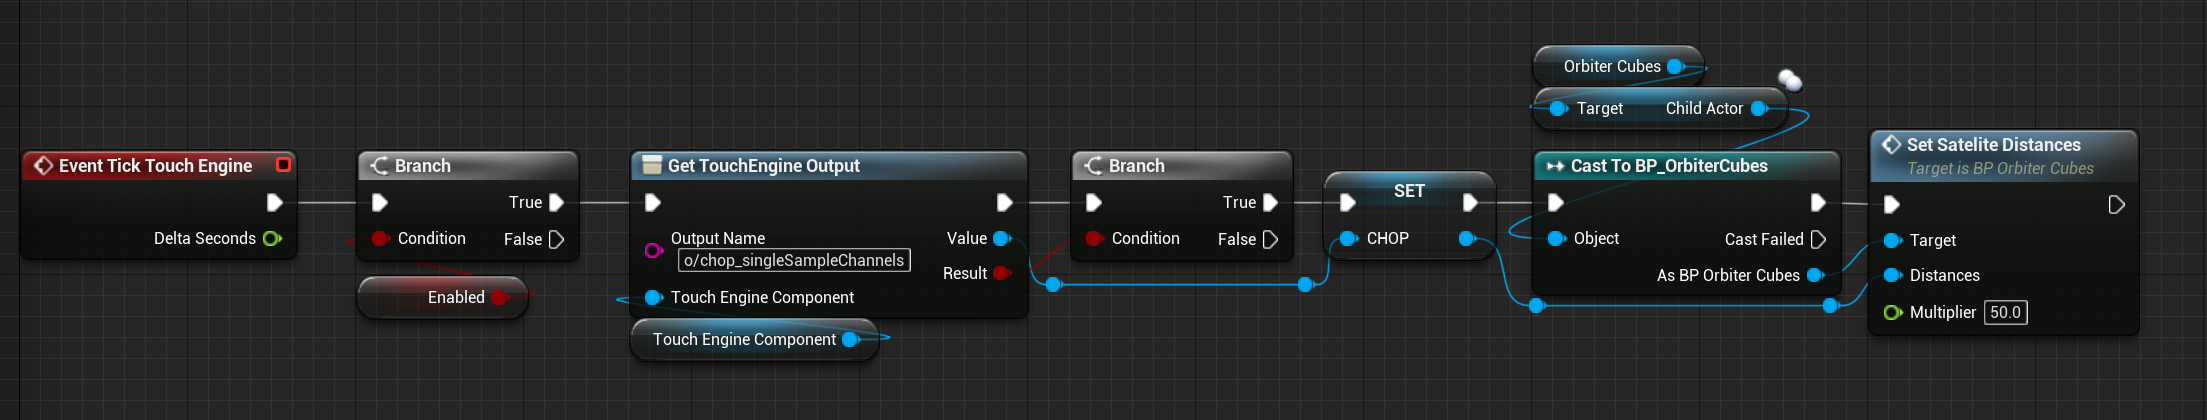 Event Tick Touch Engine
Delta Seconds
Branch
True
Condition
False
Enabled
Get TouchEngine Output
Output Name
o/chop_singleSampleChannels
Value
Result
Touch Engine Component
Touch Engine Component
Branch
True
Condition
False
SET
CHOP
Orbiter Cubes
Target
Child Actor
Cast To BP_OrbiterCubes
Object
Cast Failed
As BP Orbiter Cubes
Set Satelite Distances
Target is BP Orbiter Cubes
Target
Distances
Multiplier 50.0